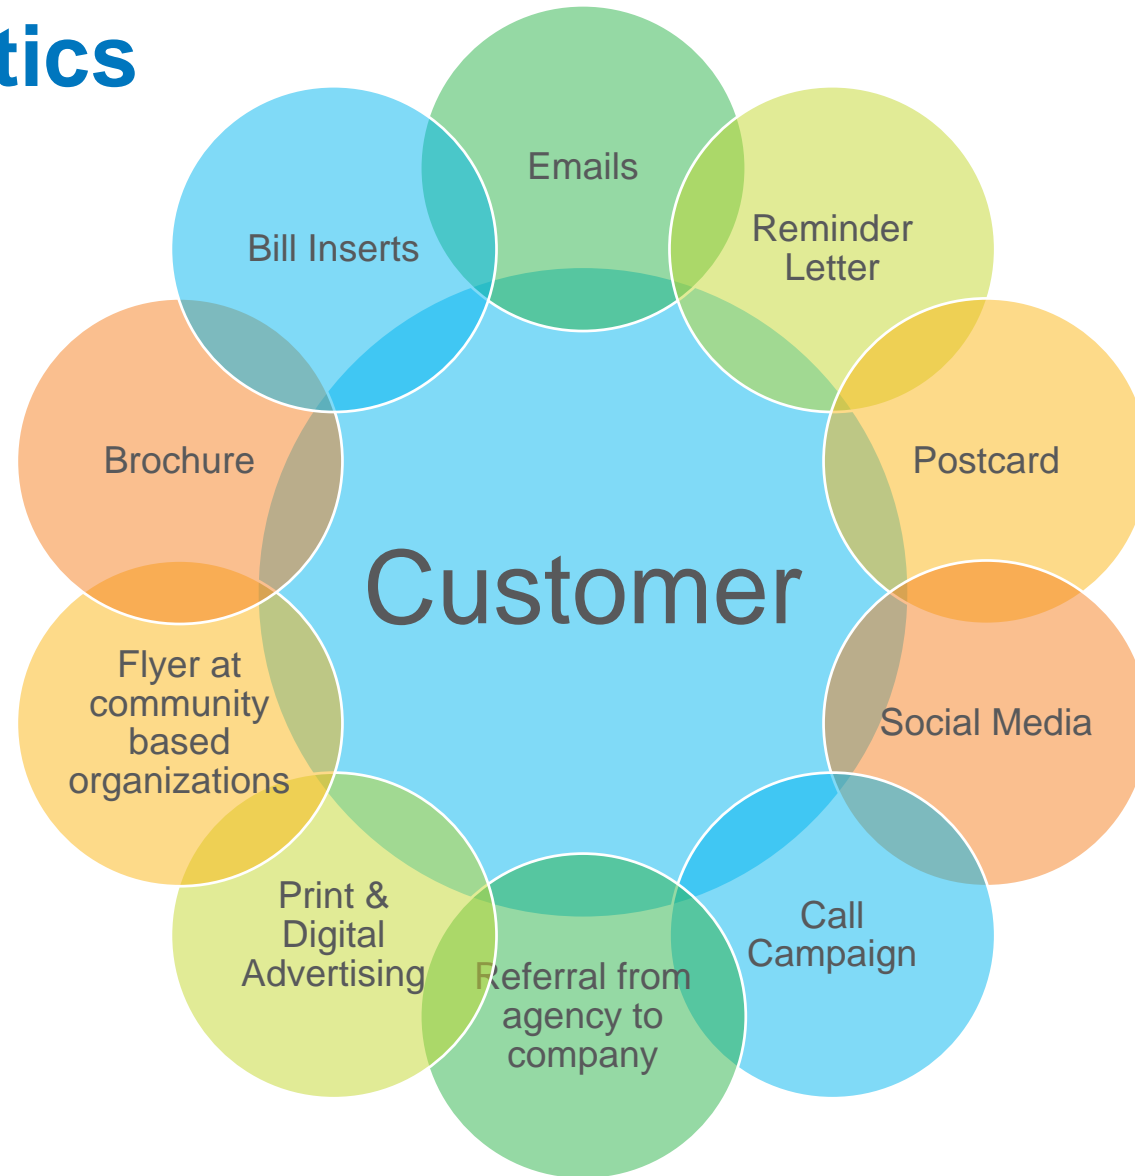 tics
Emails
Reminder
Letter
Postcard
Social Media
Call
Campaign
Referral from
agency to
company
Print &
Digital
Advertising
Flyer at
community
based
organizations
Brochure
Bill Inserts
Customer